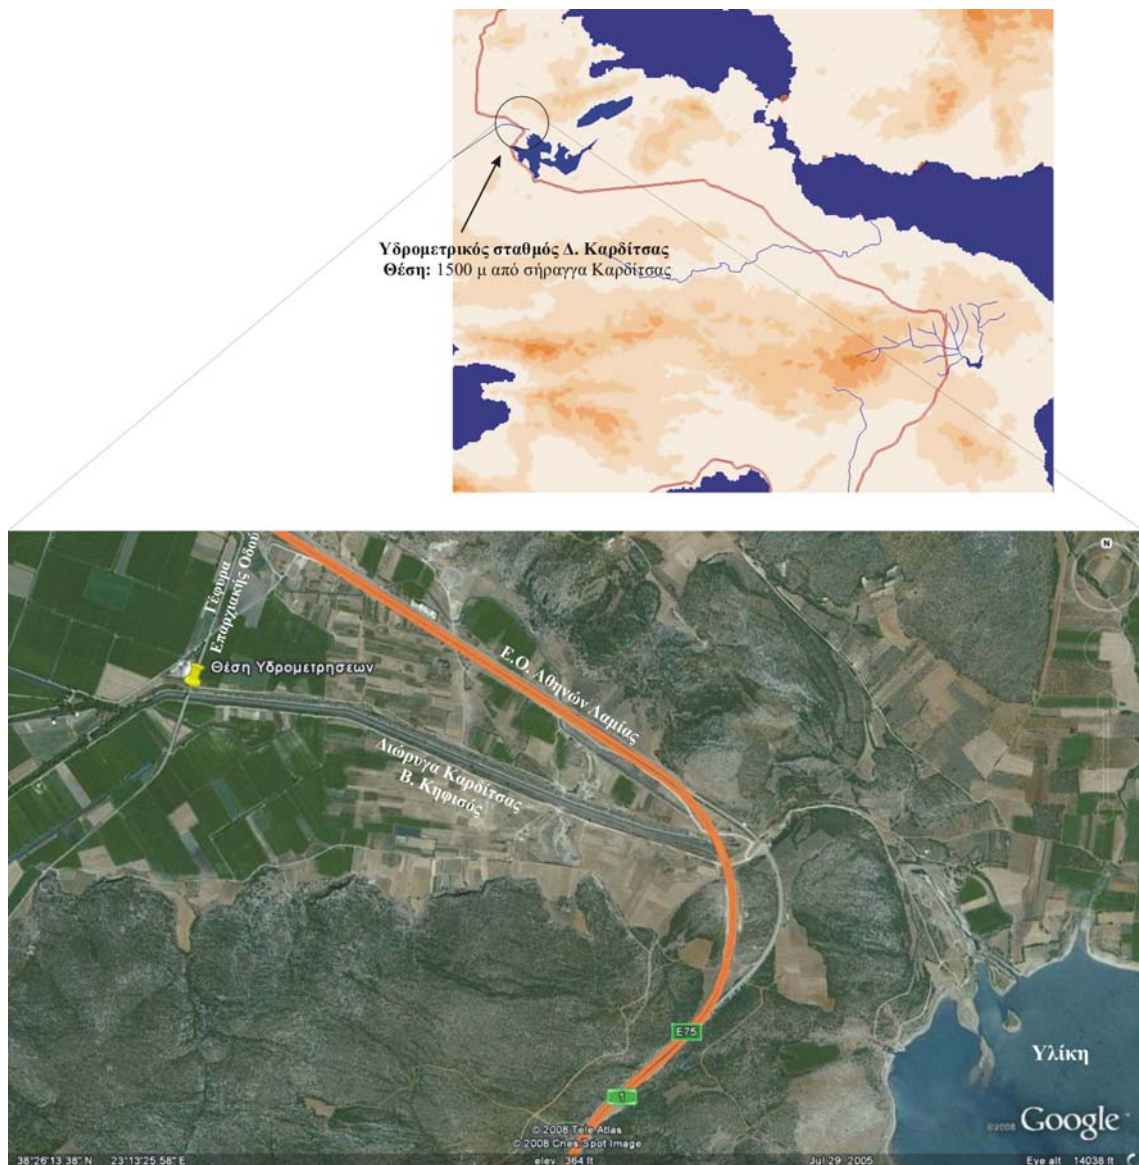 Υδρομετρικός σταθμός Δ. Καρδίτσας
Θέση: 1500 μ από σήραγγα Καρδίτσας
N
Γέφυρα
Επαρχιακής Οδού
Θέση Υδρομετρησεων
Ε.Ο. Αθηνών Λαμίας
Διώρυγα Καρδίτσας
Β. Κηφισός
E75
Υλίκη
1
© 2008 Tele Atlas
© 2008 Cnes Spot Image
©2008 Google
38°26'13.38" N 23°13'25.58" E elev 364 ft Jul 29, 2005 Eye alt 14038 ft